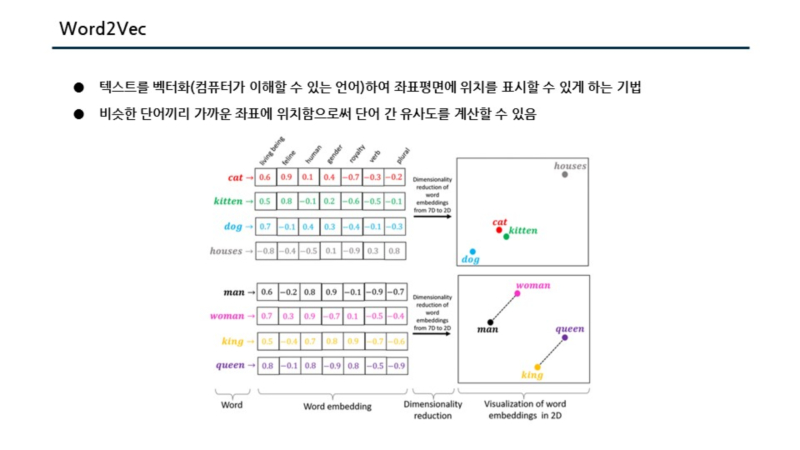 Word2Vec
● 텍스트를 벡터화(컴퓨터가 이해할 수 있는 언어)하여 좌표평면에 위치를 표시할 수 있게 하는 기법
● 비슷한 단어끼리 가까운 좌표에 위치함으로써 단어 간 유사도를 계산할 수 있음
living being feline human gender royalty verb plural
cat → 0.6 0.9 0.1 0.4 −0.7 −0.3 −0.2
kitten → 0.5 0.8 −0.1 0.2 −0.6 −0.5 −0.1
dog → 0.7 −0.1 0.4 0.3 −0.4 −0.1 −0.3
houses → −0.8 −0.4 −0.5 0.1 −0.9 0.3 0.8
Dimensionality
reduction of
word
embeddings
from 7D to 2D
houses
cat
kitten
dog
man → 0.6 −0.2 0.8 0.9 −0.1 −0.9 −0.7
woman → 0.7 0.3 0.9 −0.7 0.1 −0.5 −0.4
king → 0.5 −0.4 0.7 0.8 0.9 −0.7 −0.6
queen → 0.8 −0.1 0.8 −0.9 0.8 −0.5 −0.9
Dimensionality
reduction of
word
embeddings
from 7D to 2D
woman
man
queen
king
Word
Word embedding
Dimensionality
reduction
Visualization of word
embeddings in 2D